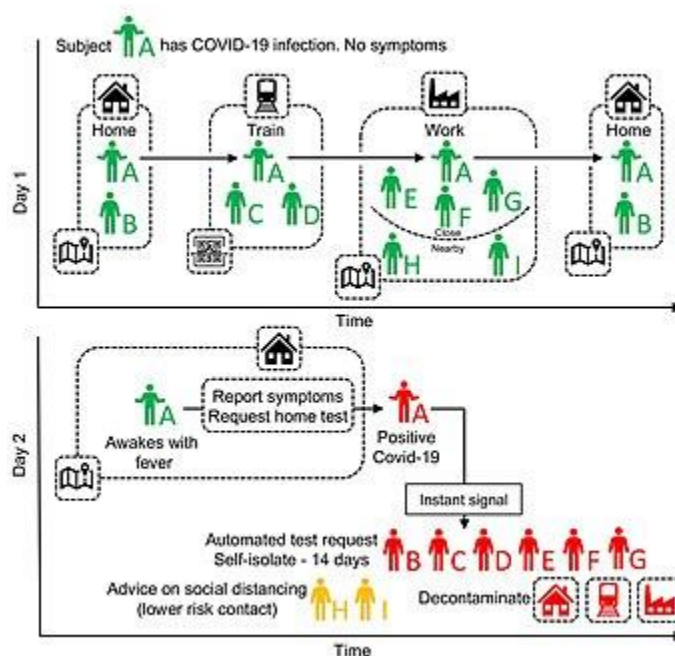 Subject A has COVID-19 infection. No symptoms
Home
Train
Work
Home
A
A
A
A
B
C
D
E
F
G
B
Close
Nearby
H
I
Day 1
Time
A
Report symptoms
Request home test
A
Awakes with
fever
Positive
Covid-19
Day 2
Instant signal
Automated test request
Self-isolate - 14 days
B
C
D
E
F
G
Advice on social distancing
(lower risk contact)
H
I
Decontaminate
Time